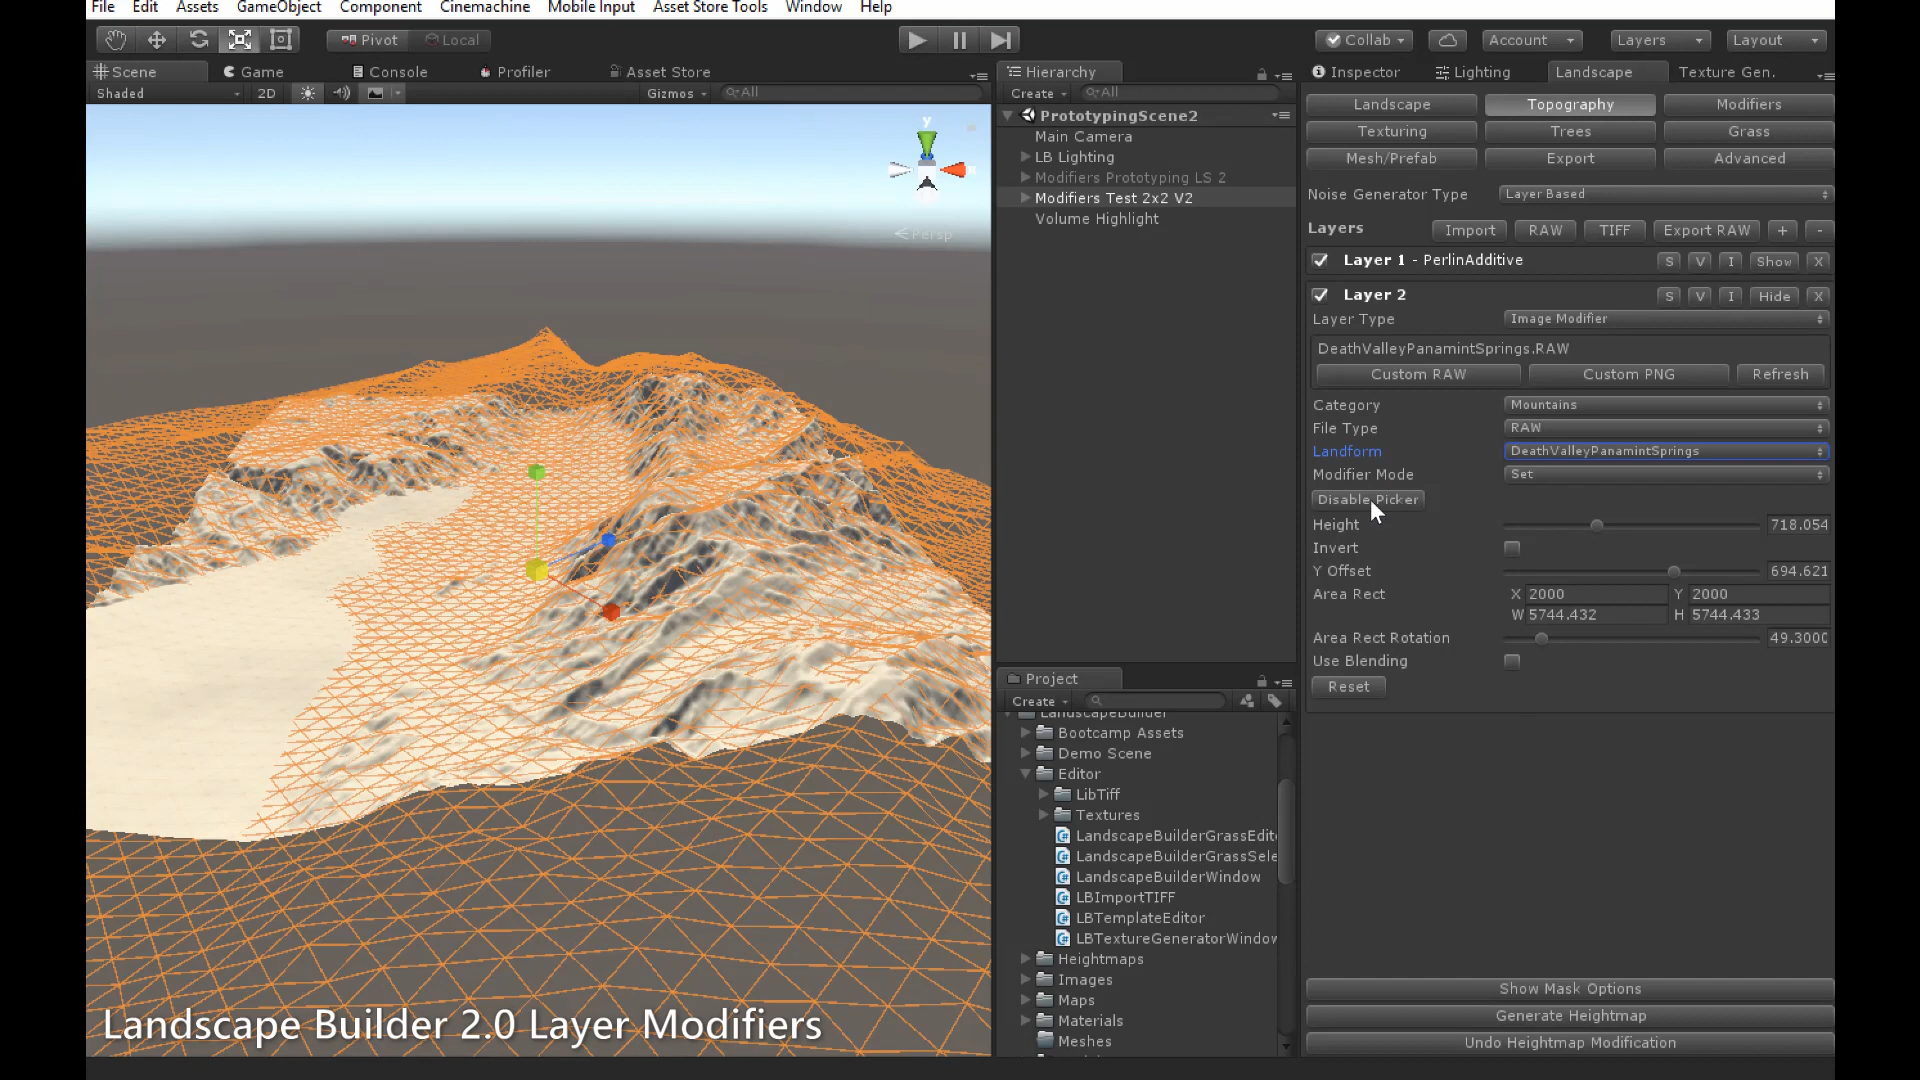 File Edit Assets GameObject Component Cinemachine Mobile Input Asset Store Tools Window Help
Pivot Local
Collab Account Layers Layout
Scene Game Console Profiler Asset Store
Shaded 2D Gizmos All
y
x
Persp
Landscape Builder 2.0 Layer Modifiers
Hierarchy
Create All
PrototypingScene2
Main Camera
LB Lighting
Modifiers Prototyping LS 2
Modifiers Test 2x2 V2
Volume Highlight
Project
Create
LandscapeBuilder
Bootcamp Assets
Demo Scene
Editor
LibTiff
Textures
LandscapeBuilderGrassEdit
LandscapeBuilderGrassSele
LandscapeBuilderWindow
LBImportTIFF
LBTemplateEditor
LBTextureGeneratorWindow
Heightmaps
Images
Maps
Materials
Meshes
Inspector Lighting Landscape Texture Gen.
Landscape Topography Modifiers
Texturing Trees Grass
Mesh/Prefab Export Advanced
Noise Generator Type Layer Based
Layers Import RAW TIFF Export RAW + -
Layer 1 - PerlinAdditive S V I Show X
Layer 2 S V I Hide X
Layer Type Image Modifier
DeathValleyPanamintSprings.RAW
Custom RAW Custom PNG Refresh
Category Mountains
File Type RAW
Landform DeathValleyPanamintSprings
Modifier Mode Set
Disable Picker
Height 718.054
Invert
Y Offset 694.621
Area Rect X 2000 Y 2000
W 5744.432 H 5744.433
Area Rect Rotation 49.3000
Use Blending
Reset
Show Mask Options
Generate Heightmap
Undo Heightmap Modification